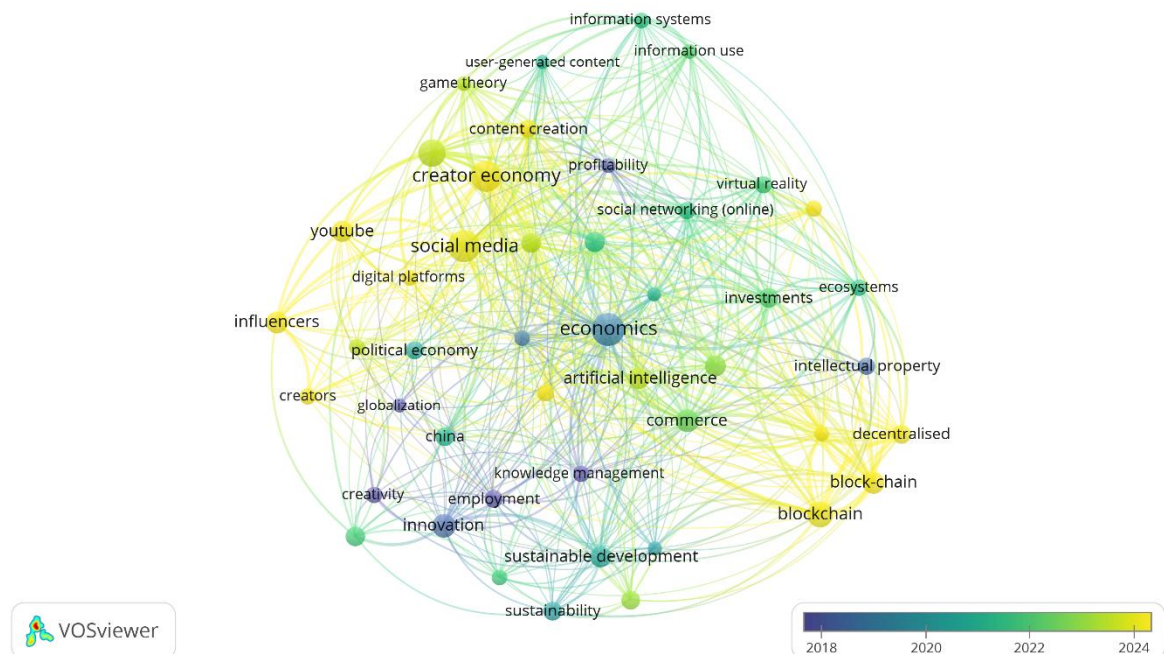 information systems
information use
user-generated content
game theory
content creation
profitability
creator economy
virtual reality
social networking (online)
youtube
social media
digital platforms
ecosystems
investments
influencers
economics
political economy
intellectual property
artificial intelligence
creators
globalization
commerce
china
decentralised
knowledge management
block-chain
creativity
employment
blockchain
innovation
sustainable development
sustainability
VOSviewer
2018
2020
2022
2024